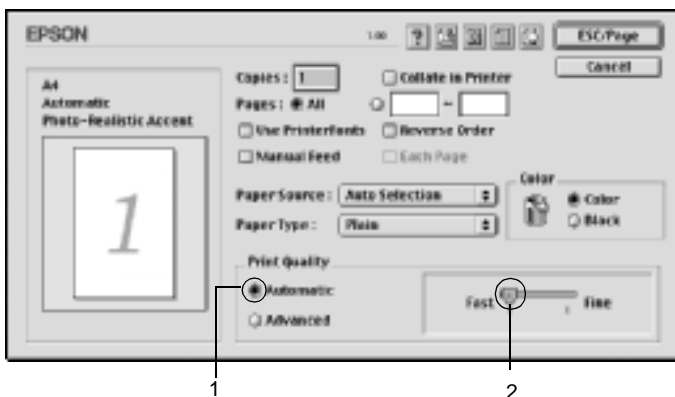 EPSON
1.00
ESC/Page
Cancel
A4
Automatic
Photo-Realistic Accent
1
Copies : 1
Collate in Printer
Pages : All ~
Use Printerfonts
Reverse Order
Manual Feed
Each Page
Paper Source : Auto Selection
Paper Type : Plain
Color
Color
Black
Print Quality
Automatic
Advanced
Fast
Fine
1
2